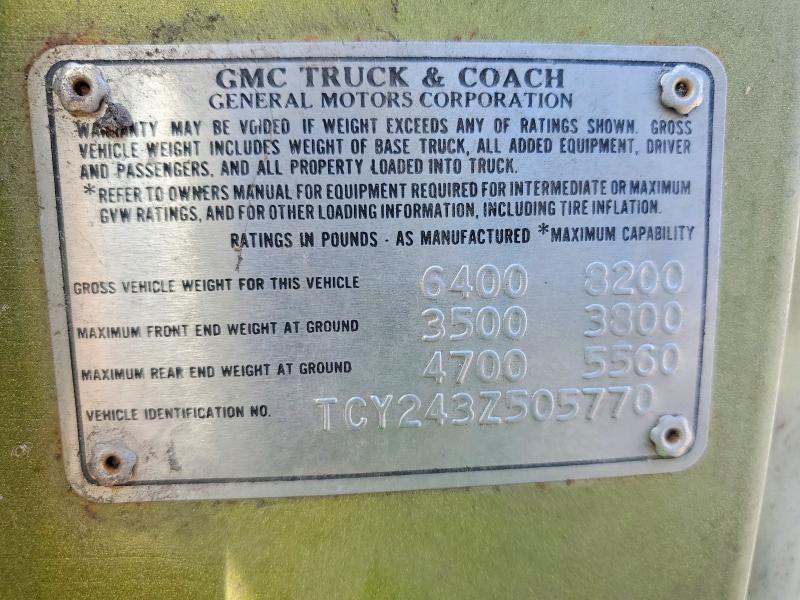 GMC TRUCK & COACH
GENERAL MOTORS CORPORATION
WARRANTY MAY BE VOIDED IF WEIGHT EXCEEDS ANY OF RATINGS SHOWN. GROSS
VEHICLE WEIGHT INCLUDES WEIGHT OF BASE TRUCK, ALL ADDED EQUIPMENT, DRIVER
AND PASSENGERS, AND ALL PROPERTY LOADED INTO TRUCK.
*REFER TO OWNERS MANUAL FOR EQUIPMENT REQUIRED FOR INTERMEDIATE OR MAXIMUM
GVW RATINGS, AND FOR OTHER LOADING INFORMATION, INCLUDING TIRE INFLATION.
RATINGS IN POUNDS - AS MANUFACTURED *MAXIMUM CAPABILITY
GROSS VEHICLE WEIGHT FOR THIS VEHICLE 6400 8200
MAXIMUM FRONT END WEIGHT AT GROUND 3500 3800
MAXIMUM REAR END WEIGHT AT GROUND 4700 5560
VEHICLE IDENTIFICATION NO. TCY243Z505770